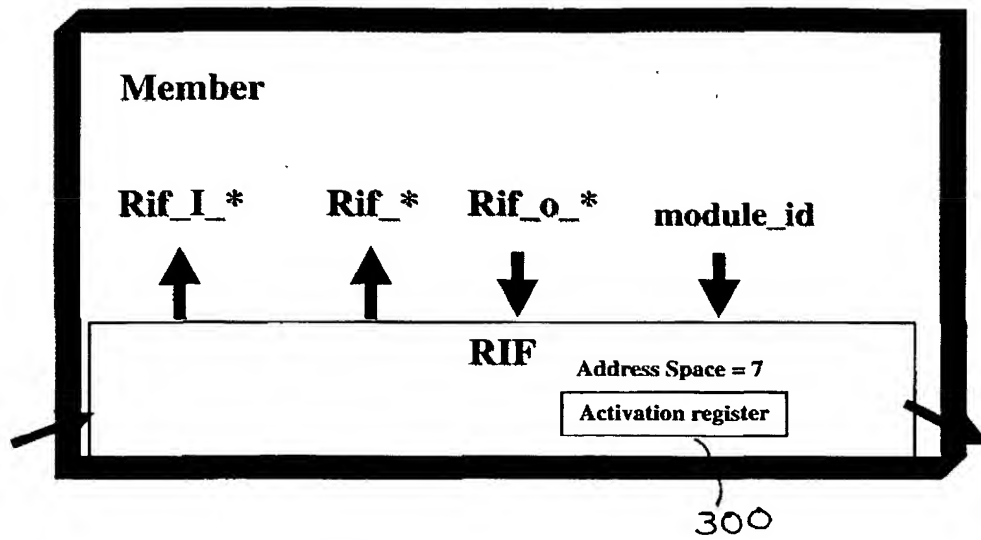 Member
Rif_I_* Rif_* Rif_o_* module_id
RIF
Address Space = 7
Activation register
300